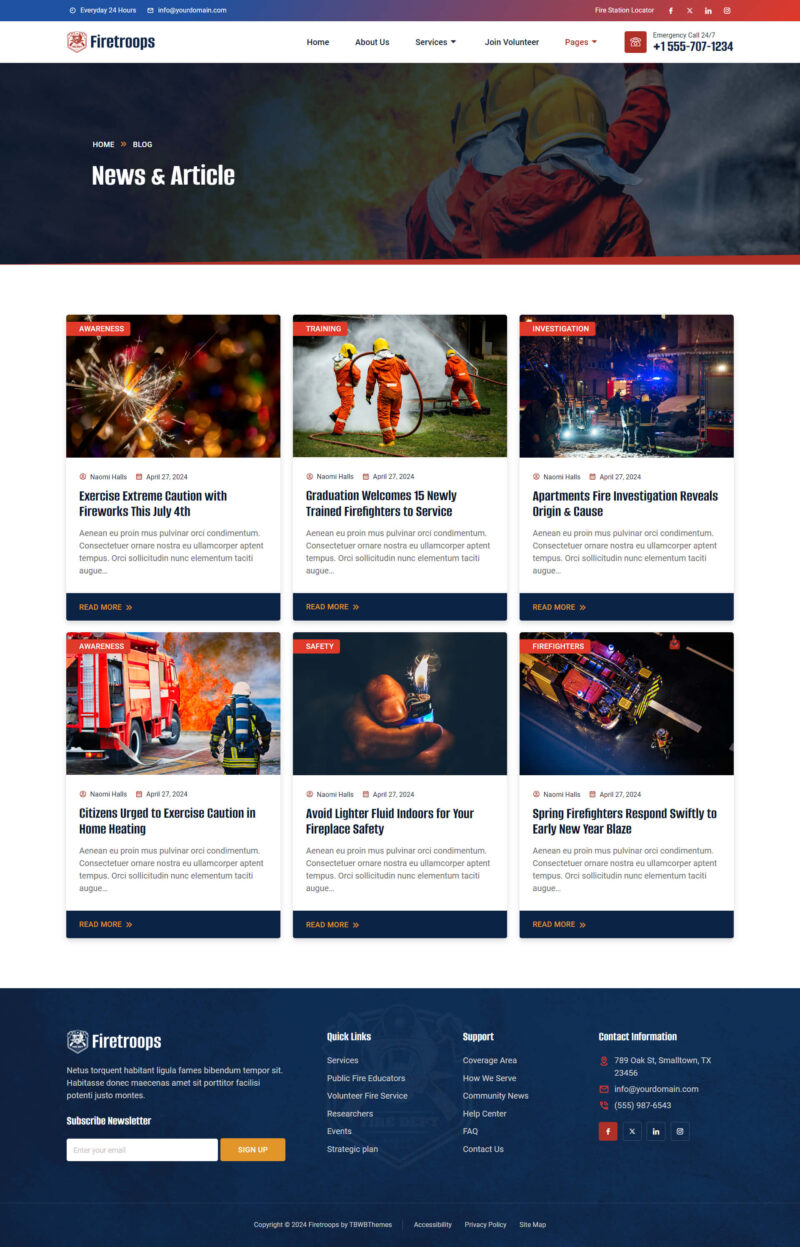 Everyday 24 Hours
info@yourdomain.com
Fire Station Locator
Firetroops
Home
About Us
Services
Join Volunteer
Pages
Emergency Call 24/7
+1 555-707-1234
HOME
BLOG
News & Article
AWARENESS
Naomi Halls
April 27, 2024
Exercise Extreme Caution with
Fireworks This July 4th
Aenean eu proin mus pulvinar orci condimentum.
Consectetuer ornare nostra eu ullamcorper aptent
tempus. Orci sollicitudin nunc elementum taciti
augue...
READ MORE »
TRAINING
Naomi Halls
April 27, 2024
Graduation Welcomes 15 Newly
Trained Firefighters to Service
Aenean eu proin mus pulvinar orci condimentum.
Consectetuer ornare nostra eu ullamcorper aptent
tempus. Orci sollicitudin nunc elementum taciti
augue...
READ MORE »
INVESTIGATION
Naomi Halls
April 27, 2024
Apartments Fire Investigation Reveals
Origin & Cause
Aenean eu proin mus pulvinar orci condimentum.
Consectetuer ornare nostra eu ullamcorper aptent
tempus. Orci sollicitudin nunc elementum taciti
augue...
READ MORE »
AWARENESS
Naomi Halls
April 27, 2024
Citizens Urged to Exercise Caution in
Home Heating
Aenean eu proin mus pulvinar orci condimentum.
Consectetuer ornare nostra eu ullamcorper aptent
tempus. Orci sollicitudin nunc elementum taciti
augue...
READ MORE »
SAFETY
Naomi Halls
April 27, 2024
Avoid Lighter Fluid Indoors for Your
Fireplace Safety
Aenean eu proin mus pulvinar orci condimentum.
Consectetuer ornare nostra eu ullamcorper aptent
tempus. Orci sollicitudin nunc elementum taciti
augue...
READ MORE »
FIREFIGHTERS
Naomi Halls
April 27, 2024
Spring Firefighters Respond Swiftly to
Early New Year Blaze
Aenean eu proin mus pulvinar orci condimentum.
Consectetuer ornare nostra eu ullamcorper aptent
tempus. Orci sollicitudin nunc elementum taciti
augue...
READ MORE »
Firetroops
Netus torquent habitant ligula fames bibendum tempor sit.
Habitasse donec maecenas amet sit porttitor facilisi
potenti justo montes.
Subscribe Newsletter
Enter your email
SIGN UP
Quick Links
Services
Public Fire Educators
Volunteer Fire Service
Researchers
Events
Strategic plan
FIRE DEPT
Support
Coverage Area
How We Serve
Community News
Help Center
FAQ
Contact Us
Contact Information
789 Oak St, Smalltown, TX
23456
info@yourdomain.com
(555) 987-6543
Copyright © 2024 Firetroops by TBWBThemes
Accessibility
Privacy Policy
Site Map